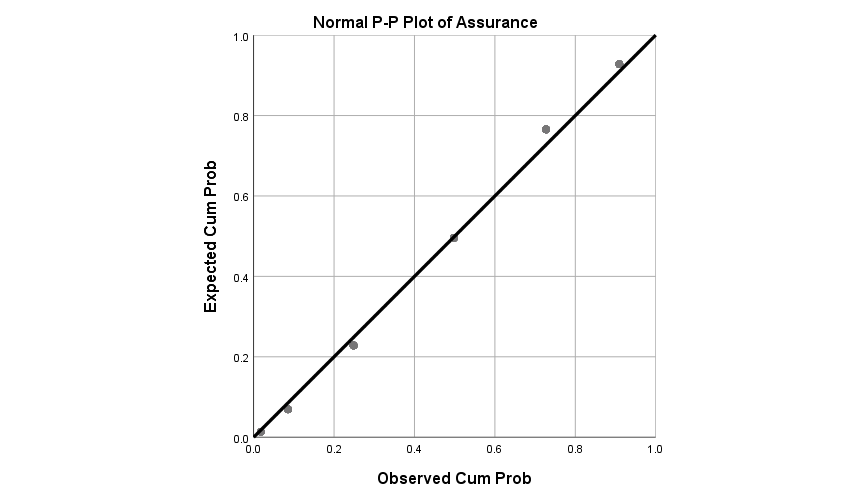 Normal P-P Plot of Assurance
1.0
0.8
0.6
0.4
0.2
0.0
Expected Cum Prob
0.0 0.2 0.4 0.6 0.8 1.0
Observed Cum Prob